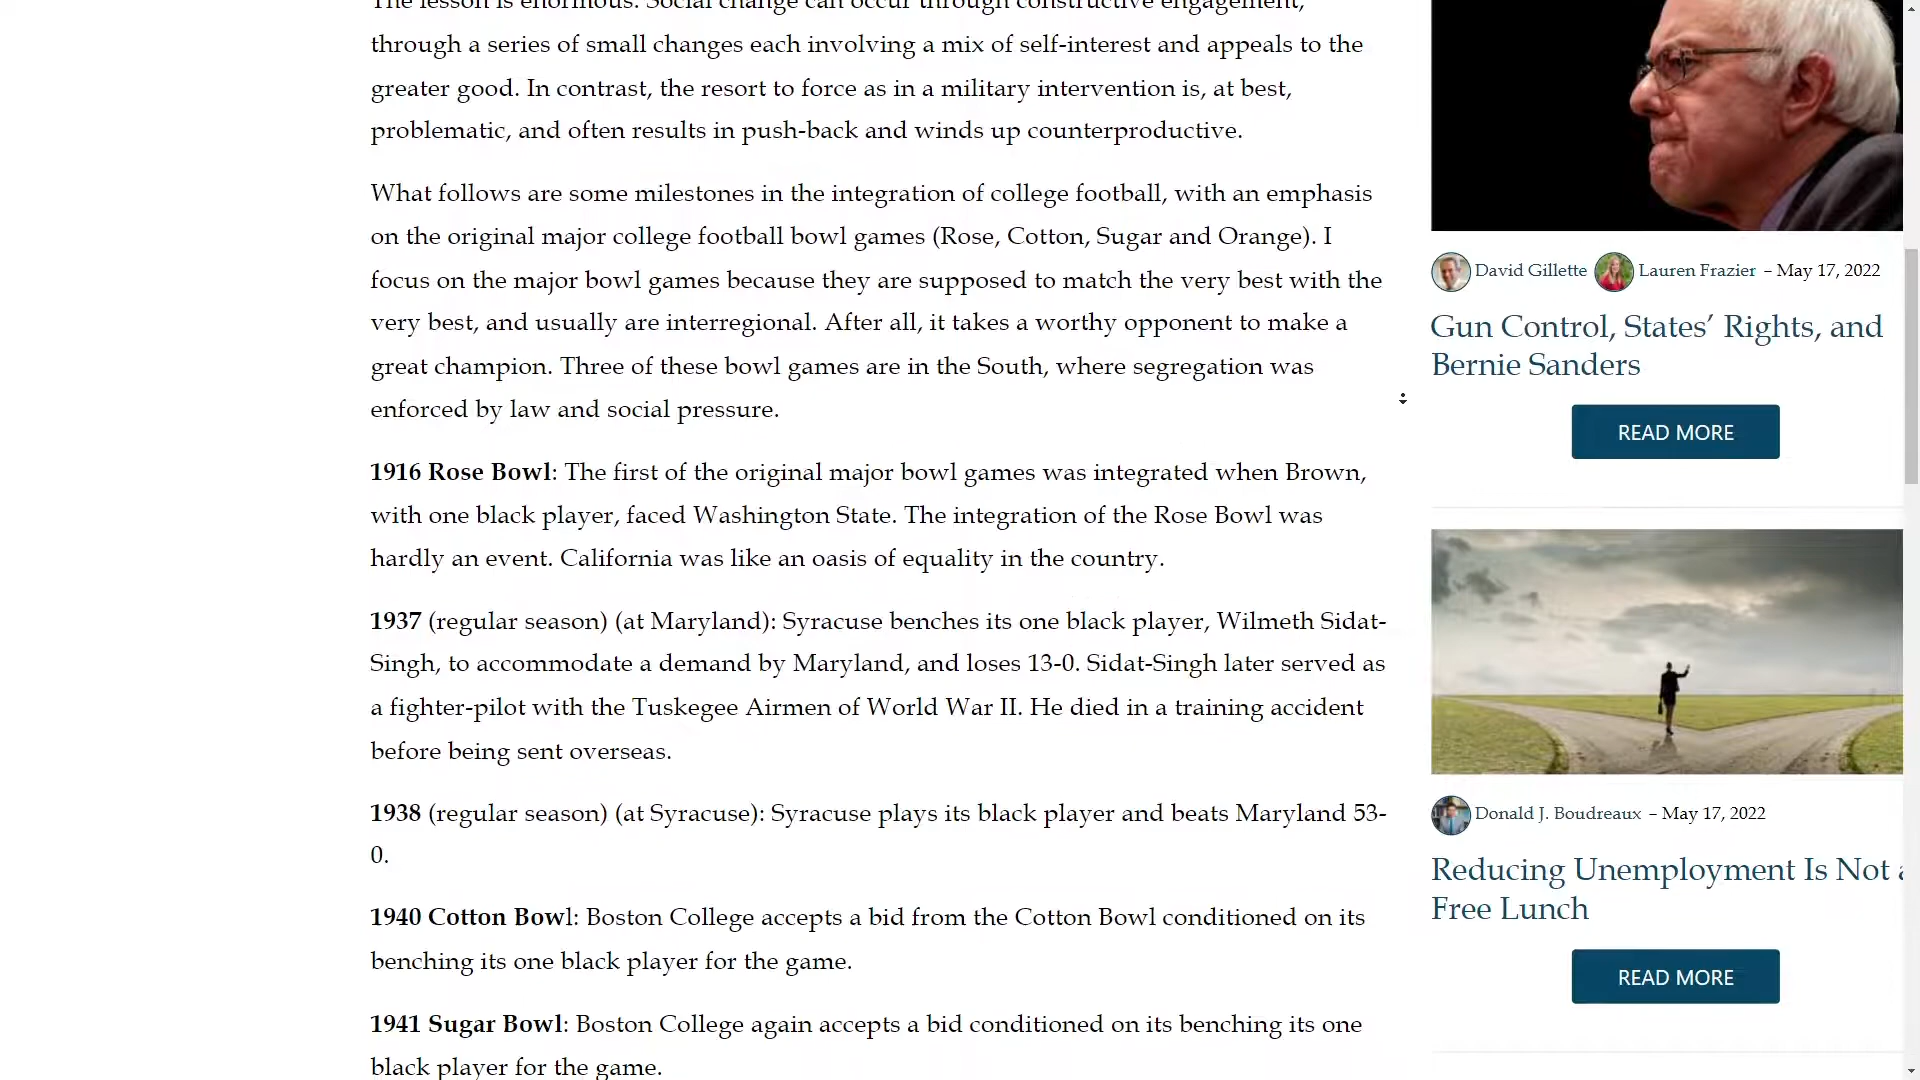 The lesson is enormous. Social change can occur through constructive engagement,
through a series of small changes each involving a mix of self-interest and appeals to the
greater good. In contrast, the resort to force as in a military intervention is, at best,
problematic, and often results in push-back and winds up counterproductive.
What follows are some milestones in the integration of college football, with an emphasis
on the original major college football bowl games (Rose, Cotton, Sugar and Orange). I
focus on the major bowl games because they are supposed to match the very best with the
very best, and usually are interregional. After all, it takes a worthy opponent to make a
great champion. Three of these bowl games are in the South, where segregation was
enforced by law and social pressure.
1916 Rose Bowl: The first of the original major bowl games was integrated when Brown,
with one black player, faced Washington State. The integration of the Rose Bowl was
hardly an event. California was like an oasis of equality in the country.
1937 (regular season) (at Maryland): Syracuse benches its one black player, Wilmeth Sidat-
Singh, to accommodate a demand by Maryland, and loses 13-0. Sidat-Singh later served as
a fighter-pilot with the Tuskegee Airmen of World War II. He died in a training accident
before being sent overseas.
1938 (regular season) (at Syracuse): Syracuse plays its black player and beats Maryland 53-
0.
1940 Cotton Bowl: Boston College accepts a bid from the Cotton Bowl conditioned on its
benching its one black player for the game.
1941 Sugar Bowl: Boston College again accepts a bid conditioned on its benching its one
black player for the game.
David Gillette Lauren Frazier – May 17, 2022
Gun Control, States’ Rights, and
Bernie Sanders
READ MORE
Donald J. Boudreaux – May 17, 2022
Reducing Unemployment Is Not a
Free Lunch
READ MORE